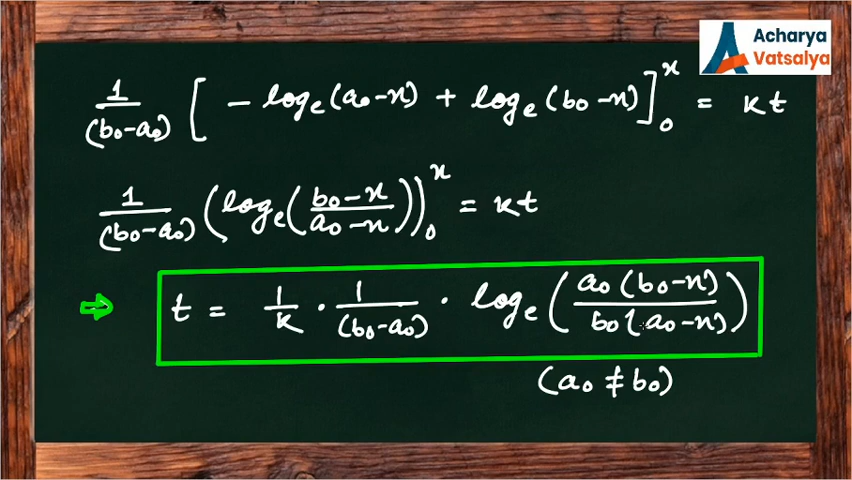 Acharya
Vatsalya
1/(b₀-a₀) [ - logₑ(a₀-x) + logₑ(b₀-x) ]₀ˣ = kt
1/(b₀-a₀) (logₑ((b₀-x)/(a₀-x)))₀ˣ = kt
⇒ t = 1/k · 1/(b₀-a₀) · logₑ(a₀(b₀-x)/b₀(a₀-x))
(a₀ ≠ b₀)